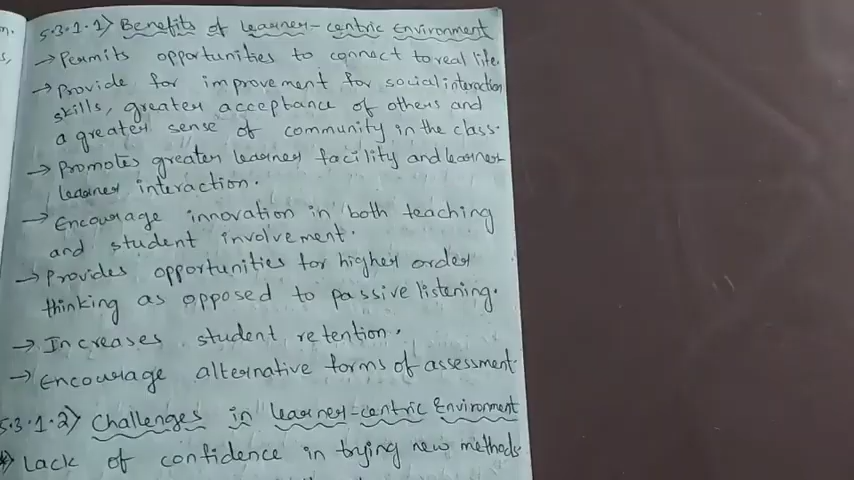 5.3.1.1) Benefits of learner-centric Environment
→ Permits opportunities to connect to real life.
→ Provide for improvement for social interaction
skills, greater acceptance of others and
a greater sense of community in the class.
→ Promotes greater learner facility and learner
learner interaction.
→ Encourage innovation in both teaching
and student involvement.
→ Provides opportunities for higher order
thinking as opposed to passive listening.
→ Increases student retention.
→ Encourage alternative forms of assessment.
5.3.1.2) Challenges in learner-centric Environment
Lack of confidence in trying new methods